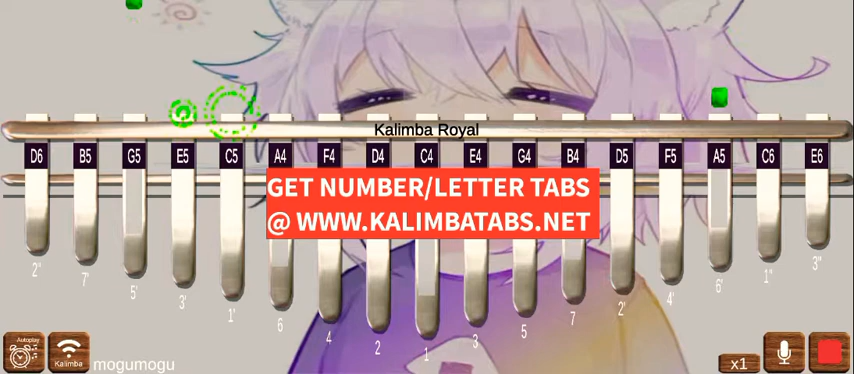 Kalimba Royal
D6 B5 G5 E5 C5 A4 F4 D4 C4 E4 G4 B4 D5 F5 A5 C6 E6
GET NUMBER/LETTER TABS
@ WWW.KALIMBATABS.NET
2" 7' 5' 3' 1' 6 4 2 1 3 5 7 2' 4' 6' 1" 3"
Autoplay
Kalimba
mogumogu
x1